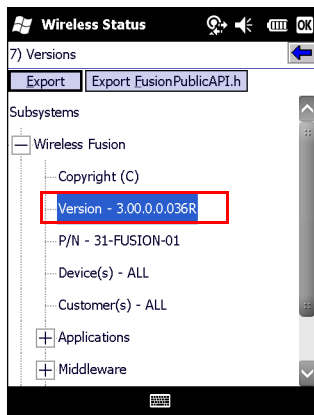 Wireless Status
OK
7) Versions
Export
Export FusionPublicAPI.h
Subsystems
Wireless Fusion
Copyright (C)
Version - 3.00.0.0.036R
P/N - 31-FUSION-01
Device(s) - ALL
Customer(s) - ALL
Applications
Middleware